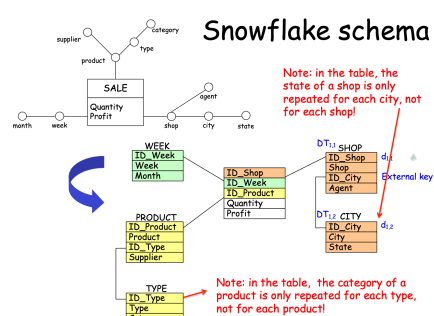 Snowflake schema
category
supplier
type
product
SALE
Quantity
Profit
agent
month
week
shop
city
state
Note: in the table, the
state of a shop is only
repeated for each city, not
for each shop!
WEEK
ID_Week
Week
Month
ID_Shop
ID_Week
ID_Product
Quantity
Profit
DT1,1
SHOP
ID_Shop
d1,1
Shop
ID_City
External key
Agent
PRODUCT
ID_Product
Product
ID_Type
Supplier
DT1,2
CITY
ID_City
d1,2
City
State
TYPE
ID_Type
Type
Note: in the table, the category of a
product is only repeated for each type,
not for each product!